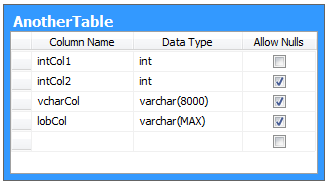 AnotherTable
Column Name Data Type Allow Nulls
intCol1 int
intCol2 int
vcharCol varchar(8000)
lobCol varchar(MAX)